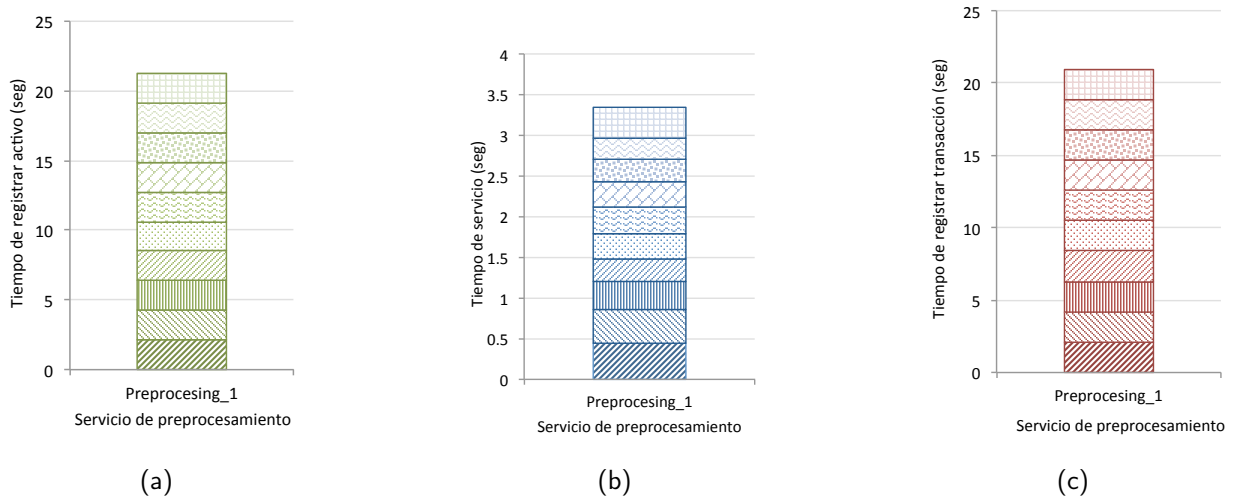 25
20
15
10
5
0
Tiempo de registrar activo (seg)
Preprocesing_1
Servicio de preprocesamiento
(a)
4
3.5
3
2.5
2
1.5
1
0.5
0
Tiempo de servicio (seg)
Preprocesing_1
Servicio de preprocesamiento
(b)
25
20
15
10
5
0
Tiempo de registrar transacción (seg)
Preprocesing_1
Servicio de preprocesamiento
(c)